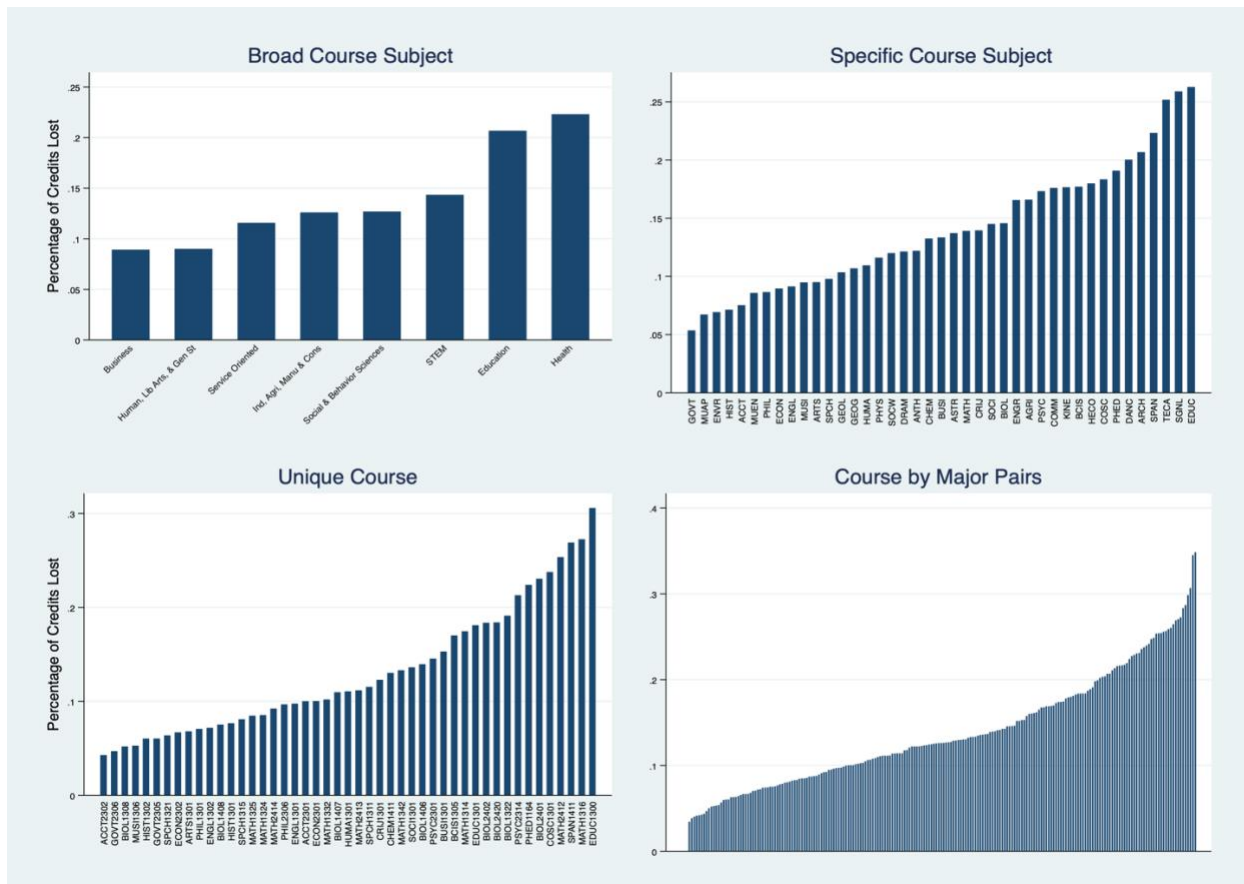 Broad Course Subject
Percentage of Credits Lost
.25
.2
.15
.1
.05
0
Business
Human, Lib Arts, & Gen St
Service Oriented
Ind, Agri, Manu & Cons
Social & Behavior Sciences
STEM
Education
Health
Specific Course Subject
.25
.2
.15
.1
.05
0
GOVT
MUAP
ENVR
HIST
ACCT
MUEN
PHIL
ECON
ENGL
MUSI
ARTS
SPCH
GEOL
GEOG
HUMA
PHYS
SOCW
DRAM
ANTH
CHEM
BUSI
ASTR
MATH
CRIJ
SOCI
BIOL
ENGR
AGRI
PSYC
COMM
KINE
BCIS
HECO
COSC
PHED
DANC
ARCH
SPAN
TECA
SGNL
EDUC
Unique Course
Percentage of Credits Lost
.3
.2
.1
0
ACCT2302
GOVT2306
BIOL1308
MUSI1306
HIST1302
GOVT2305
SPCH1321
ECON2302
ARTS1301
PHIL1301
ENGL1302
BIOL1408
HIST1301
SPCH1315
MATH1325
MATH1324
MATH2414
PHIL2306
ENGL1301
ACCT2301
ECON2301
MATH1332
BIOL1407
HUMA1301
MATH2413
SPCH1311
CRIJ1301
CHEM1411
MATH1342
SOCI1301
BIOL1406
PSYC2301
BUSI1301
BCIS1305
MATH1314
EDUC1301
BIOL2402
BIOL2420
BIOL1322
PSYC2314
PHED1164
BIOL2401
COSC1301
MATH2412
SPAN1411
MATH1316
EDUC1300
Course by Major Pairs
.4
.3
.2
.1
0